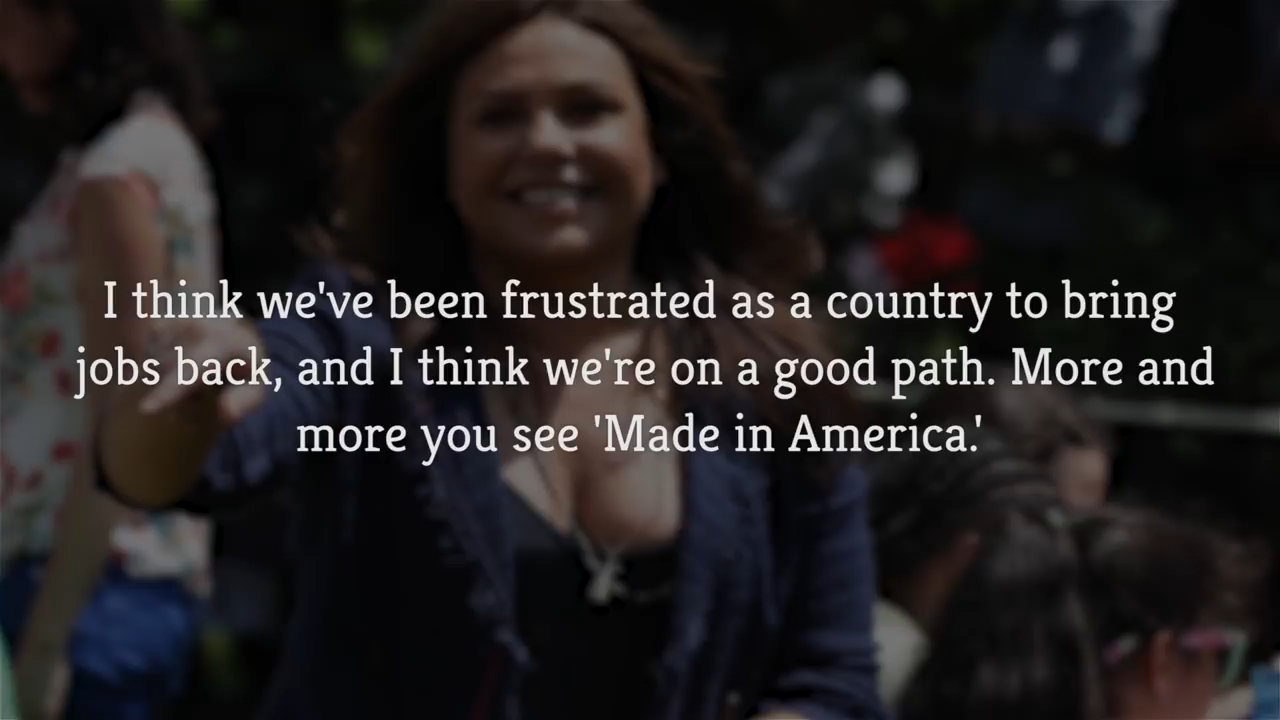 I think we've been frustrated as a country to bring
jobs back, and I think we're on a good path. More and
more you see 'Made in America.'